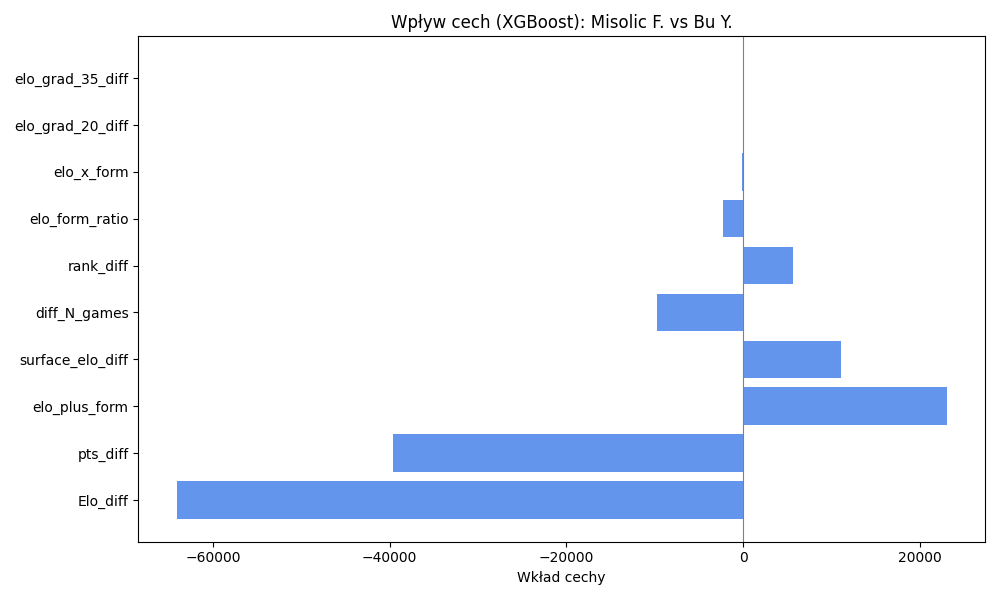 Wpływ cech (XGBoost): Misolic F. vs Bu Y.
elo_grad_35_diff
elo_grad_20_diff
elo_x_form
elo_form_ratio
rank_diff
diff_N_games
surface_elo_diff
elo_plus_form
pts_diff
Elo_diff
−60000 −40000 −20000 0 20000
Wkład cechy